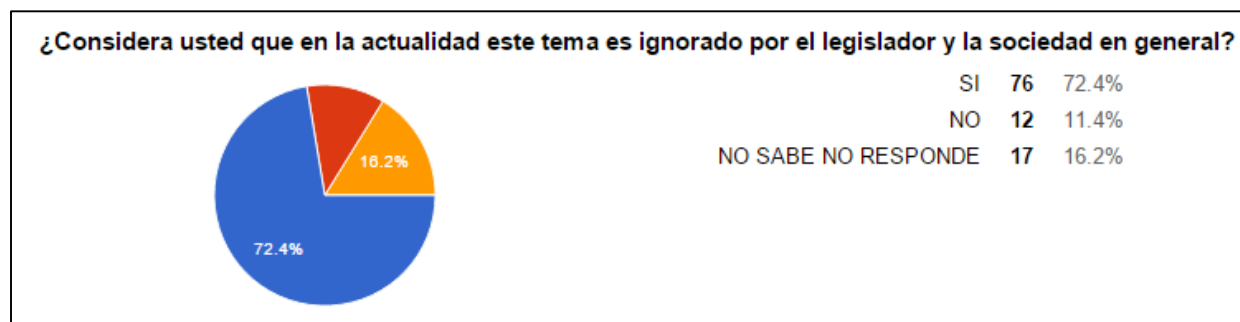 ¿Considera usted que en la actualidad este tema es ignorado por el legislador y la sociedad en general?
SI 76 72.4%
NO 12 11.4%
NO SABE NO RESPONDE 17 16.2%
16.2%
72.4%